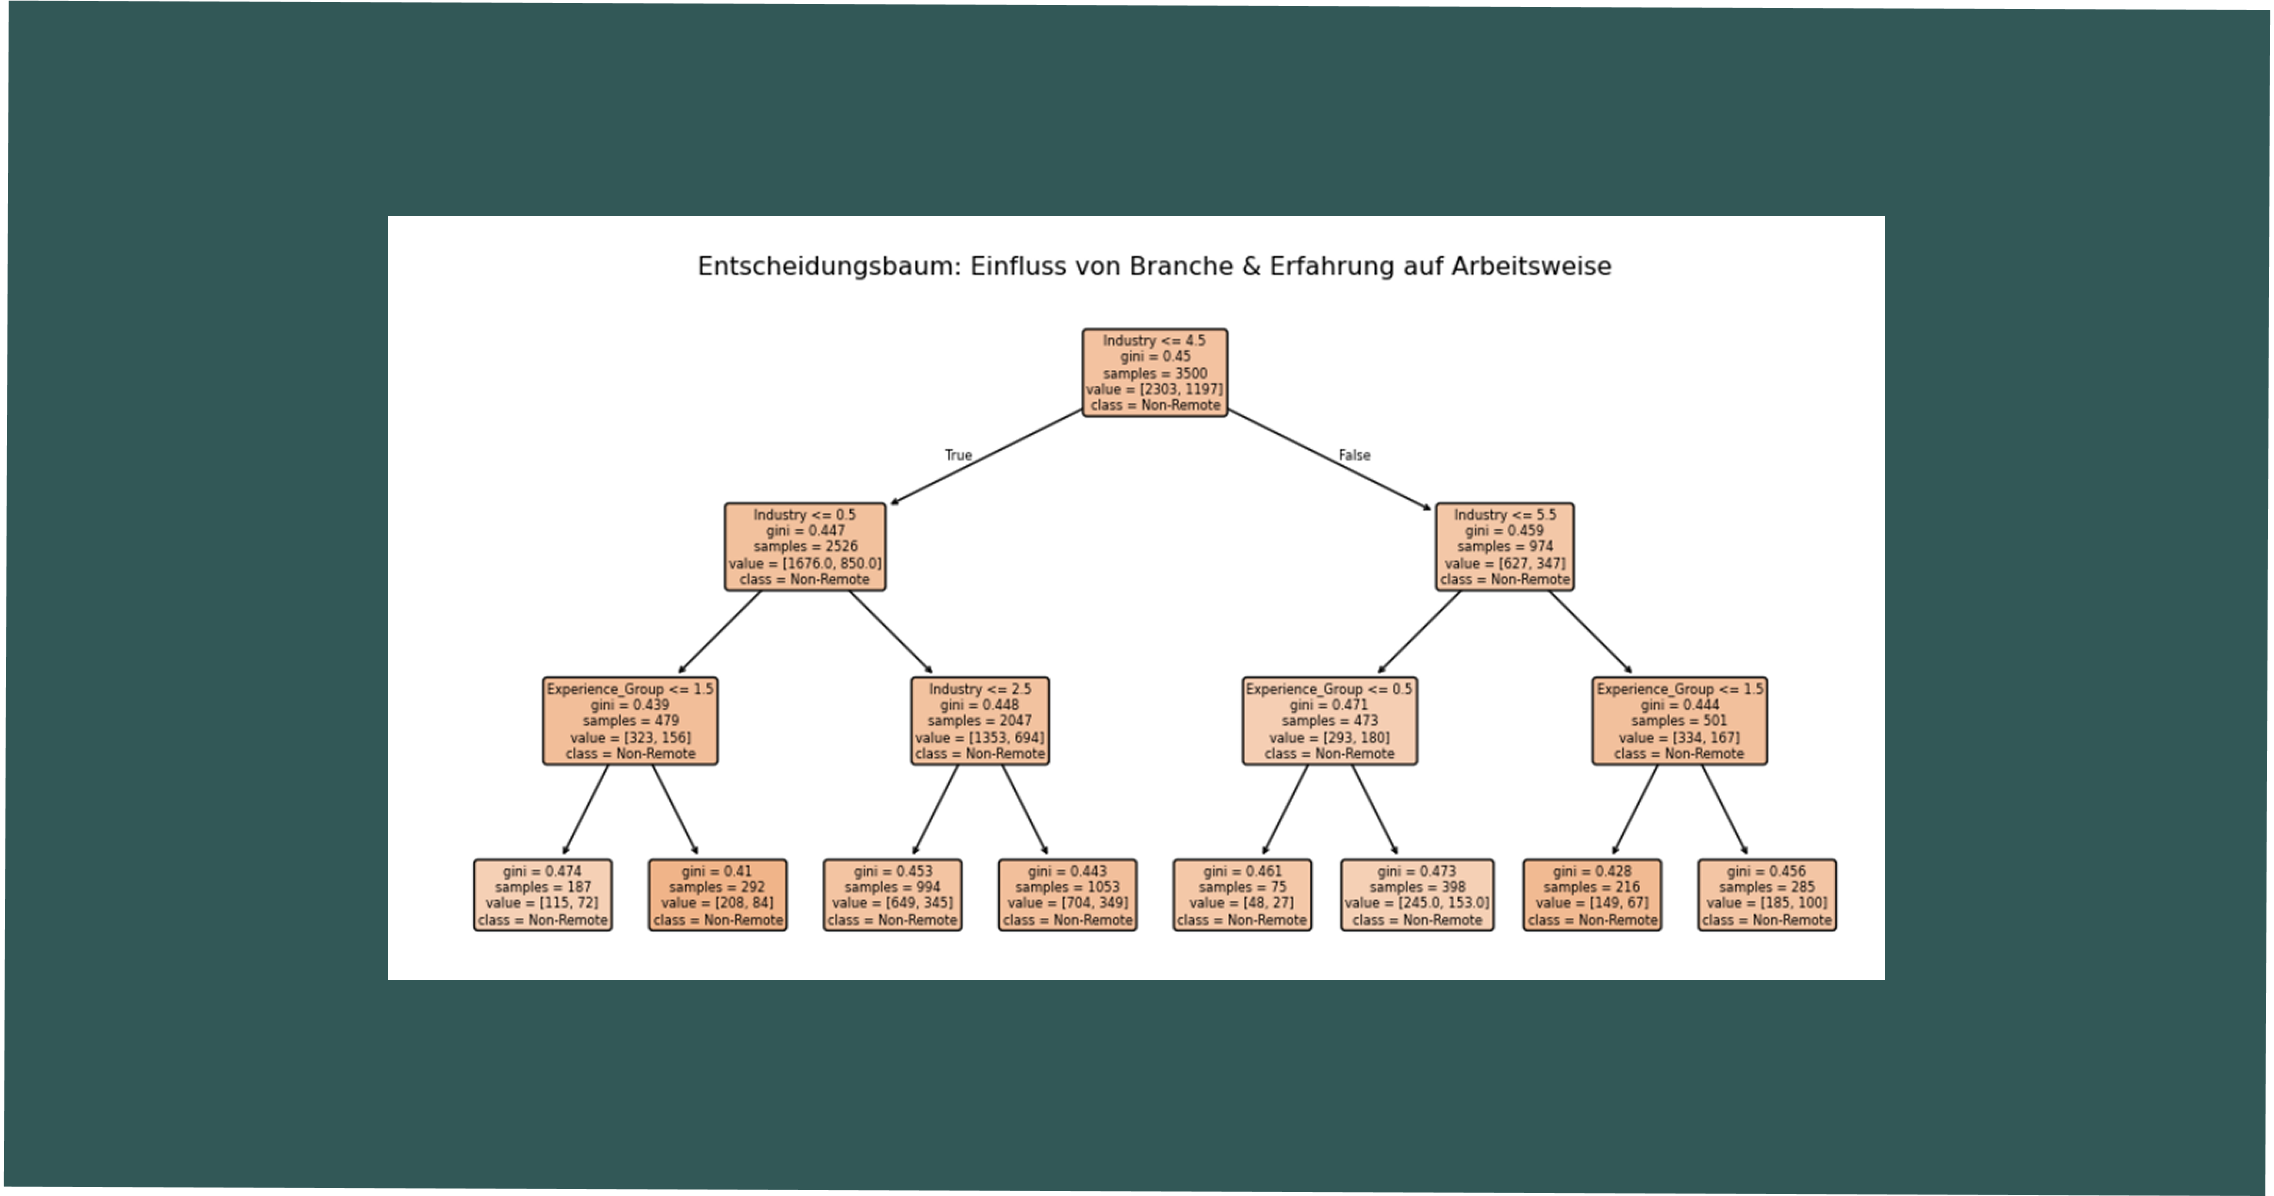 Entscheidungsbaum: Einfluss von Branche & Erfahrung auf Arbeitsweise
Industry <= 4.5
gini = 0.45
samples = 3500
value = [2303, 1197]
class = Non-Remote
True
False
Industry <= 0.5
gini = 0.447
samples = 2526
value = [1676.0, 850.0]
class = Non-Remote
Industry <= 5.5
gini = 0.459
samples = 974
value = [627, 347]
class = Non-Remote
Experience_Group <= 1.5
gini = 0.439
samples = 479
value = [323, 156]
class = Non-Remote
Industry <= 2.5
gini = 0.448
samples = 2047
value = [1353, 694]
class = Non-Remote
Experience_Group <= 0.5
gini = 0.471
samples = 473
value = [293, 180]
class = Non-Remote
Experience_Group <= 1.5
gini = 0.444
samples = 501
value = [334, 167]
class = Non-Remote
gini = 0.474
samples = 187
value = [115, 72]
class = Non-Remote
gini = 0.41
samples = 292
value = [208, 84]
class = Non-Remote
gini = 0.453
samples = 994
value = [649, 345]
class = Non-Remote
gini = 0.443
samples = 1053
value = [704, 349]
class = Non-Remote
gini = 0.461
samples = 75
value = [48, 27]
class = Non-Remote
gini = 0.473
samples = 398
value = [245.0, 153.0]
class = Non-Remote
gini = 0.428
samples = 216
value = [149, 67]
class = Non-Remote
gini = 0.456
samples = 285
value = [185, 100]
class = Non-Remote